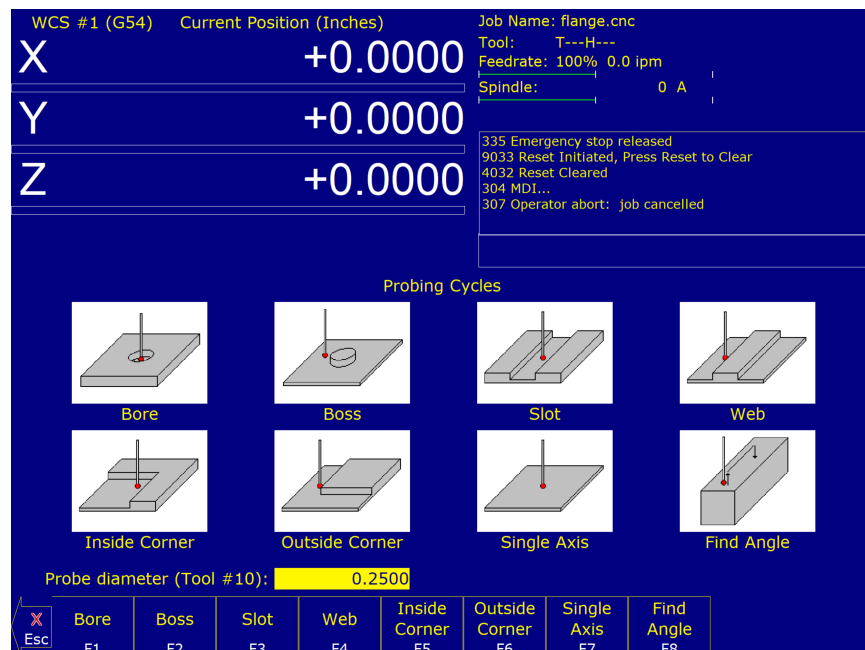 WCS #1 (G54) Current Position (Inches)
X +0.0000
Y +0.0000
Z +0.0000
Job Name: flange.cnc
Tool: T---H---
Feedrate: 100% 0.0 ipm
Spindle: 0 A
335 Emergency stop released
9033 Reset Initiated, Press Reset to Clear
4032 Reset Cleared
304 MDI...
307 Operator abort: job cancelled
Probing Cycles
Bore Boss Slot Web
Inside Corner Outside Corner Single Axis Find Angle
Probe diameter (Tool #10): 0.2500
X Esc
Bore F1
Boss F2
Slot F3
Web F4
Inside Corner F5
Outside Corner F6
Single Axis F7
Find Angle F8